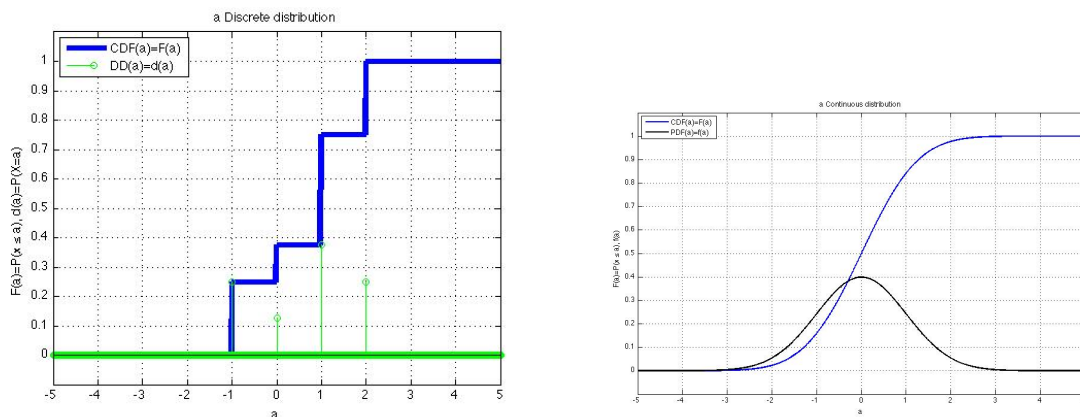 a Discrete distribution
CDF(a)=F(a)
DD(a)=d(a)
1
0.9
0.8
0.7
0.6
0.5
0.4
0.3
0.2
0.1
0
F(a)=P(x ≤ a), d(a)=P(X=a)
-5 -4 -3 -2 -1 0 1 2 3 4 5
a
a Continuous distribution
CDF(a)=F(a)
PDF(a)=f(a)
1
0.9
0.8
0.7
0.6
0.5
0.4
0.3
0.2
0.1
0
F(a)=P(x ≤ a), f(a)
-5 -4 -3 -2 -1 0 1 2 3 4 5
a